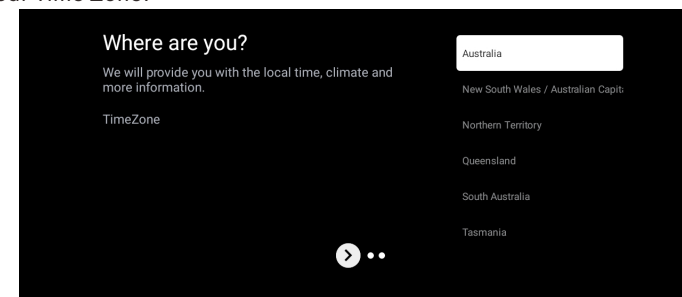 Where are you?
We will provide you with the local time, climate and
more information.
TimeZone
Australia
New South Wales / Australian
Northern Territory
Queensland
South Australia
Tasmania